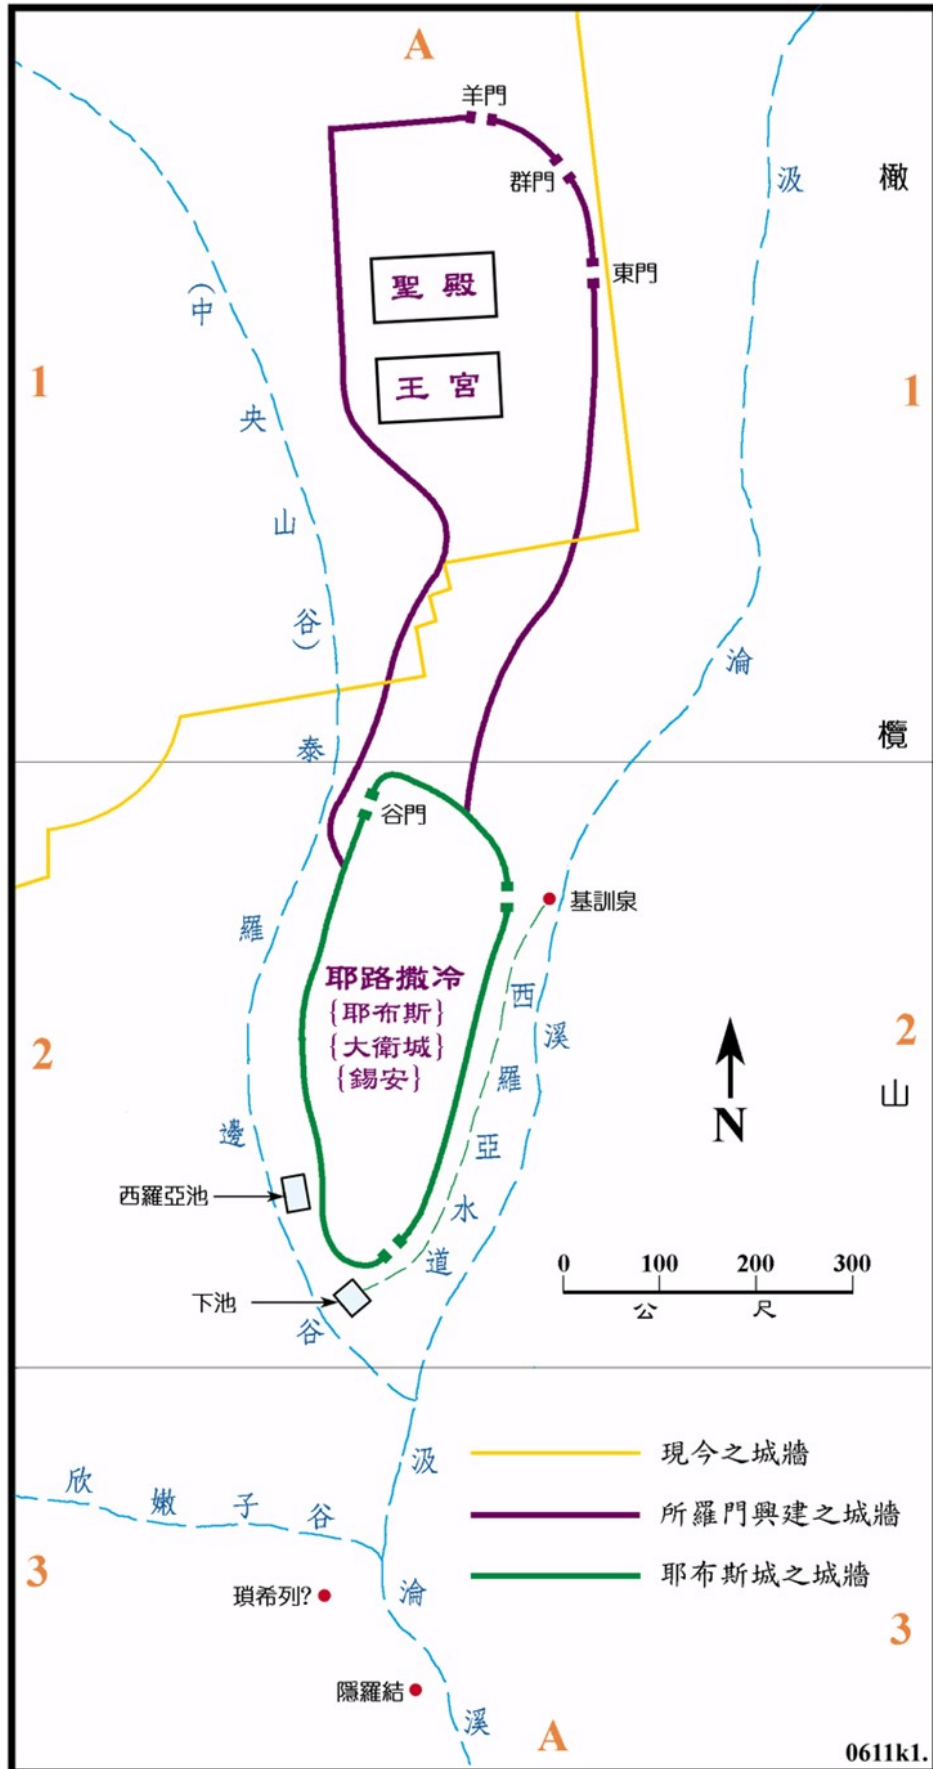 A
羊門
群門
東門
聖殿
王宮
1
1
(中央山谷)
泰羅邊谷
汲淪溪
橄欖山
谷門
基訓泉
耶路撒冷
{耶布斯}
{大衛城}
{錫安}
西羅亞水道
2
2
N
西羅亞池
下池
0 100 200 300
公尺
現今之城牆
所羅門興建之城牆
耶布斯城之城牆
欣嫩子谷
汲淪溪
3
3
瑣希列?
隱羅結
A
0611k1.